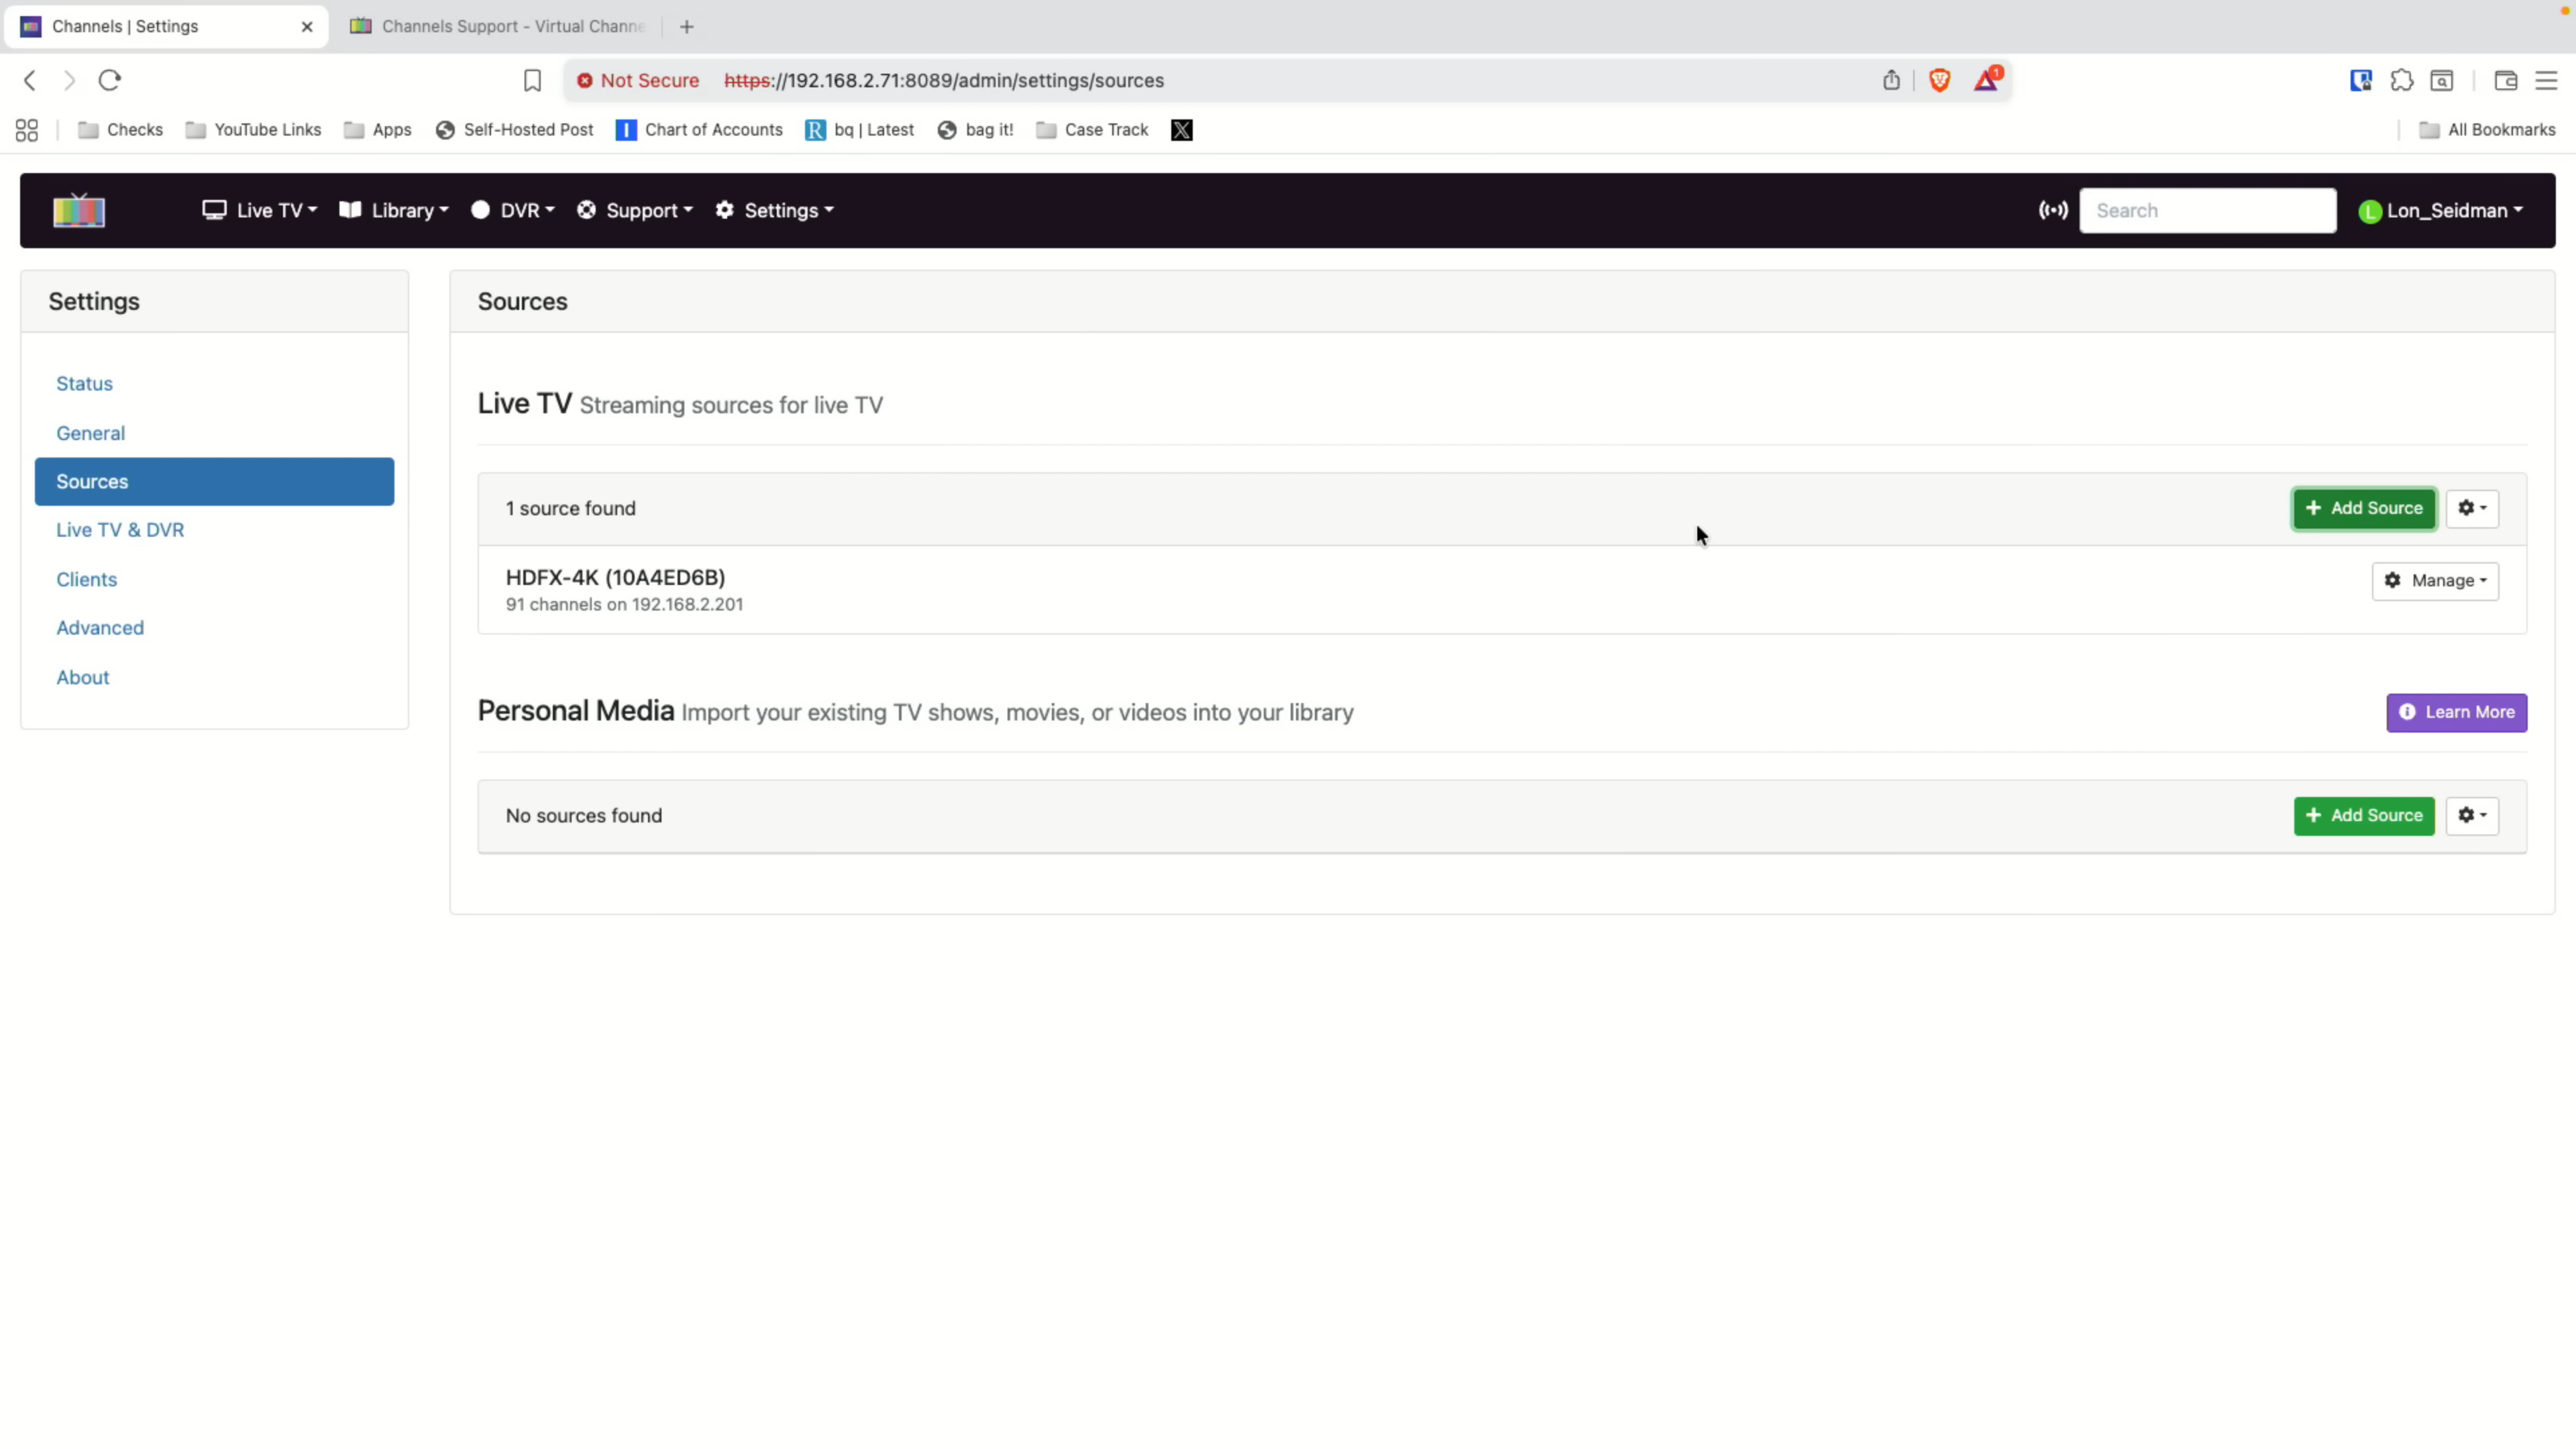 Channels | Settings
Channels Support - Virtual Channe
Not Secure https://192.168.2.71:8089/admin/settings/sources
1
Checks YouTube Links Apps Self-Hosted Post Chart of Accounts bq | Latest bag it! Case Track All Bookmarks
Live TV Library DVR Support Settings Search L Lon_Seidman
Settings
Status
General
Sources
Live TV & DVR
Clients
Advanced
About
Sources
Live TV Streaming sources for live TV
1 source found + Add Source
HDFX-4K (10A4ED6B) Manage
91 channels on 192.168.2.201
Personal Media Import your existing TV shows, movies, or videos into your library Learn More
No sources found + Add Source